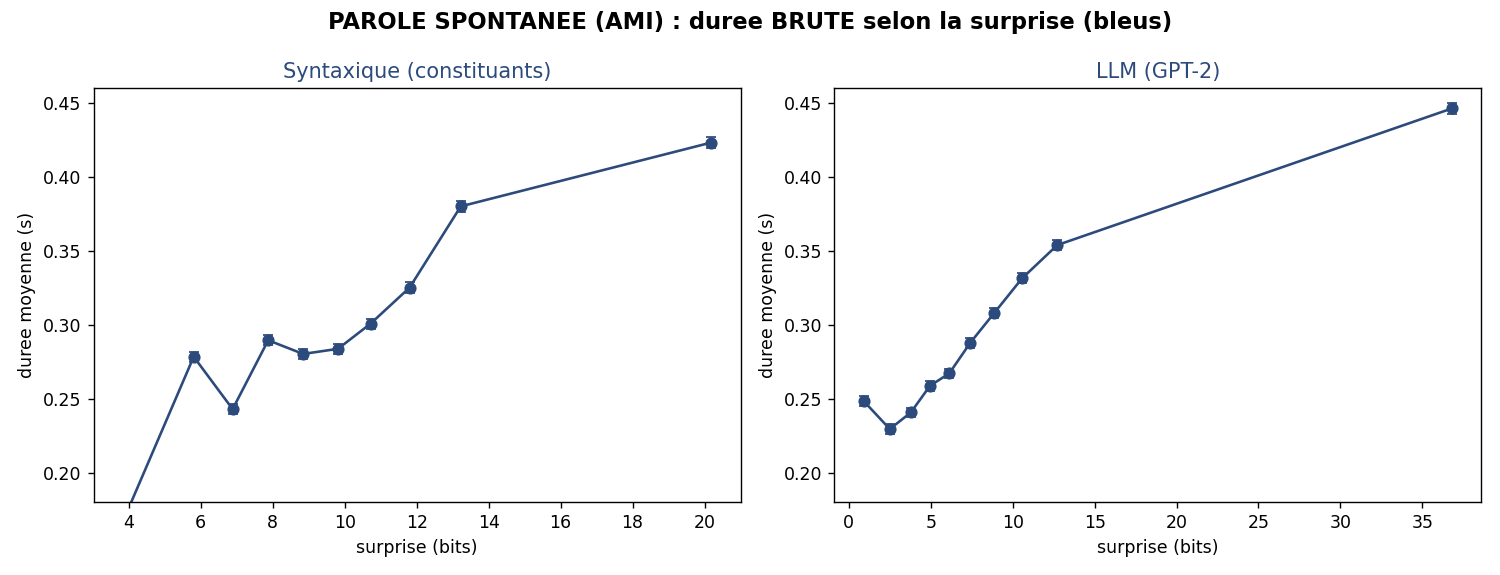 PAROLE SPONTANEE (AMI) : duree BRUTE selon la surprise (bleus)
Syntaxique (constituants)
duree moyenne (s)
0.45
0.40
0.35
0.30
0.25
0.20
4 6 8 10 12 14 16 18 20
surprise (bits)
LLM (GPT-2)
duree moyenne (s)
0.45
0.40
0.35
0.30
0.25
0.20
0 5 10 15 20 25 30 35
surprise (bits)